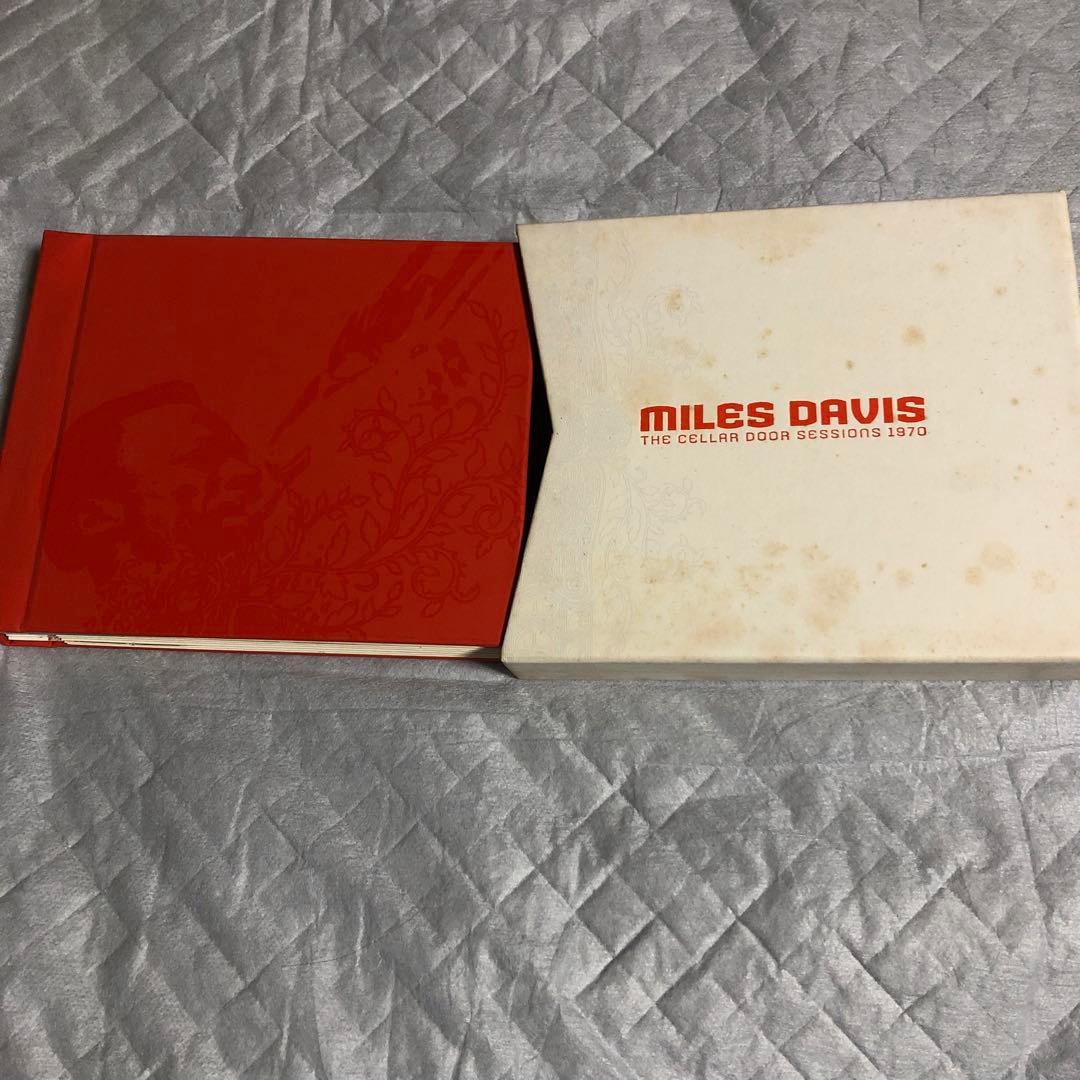 MILES DAVIS
THE CELLAR DOOR SESSIONS 1970